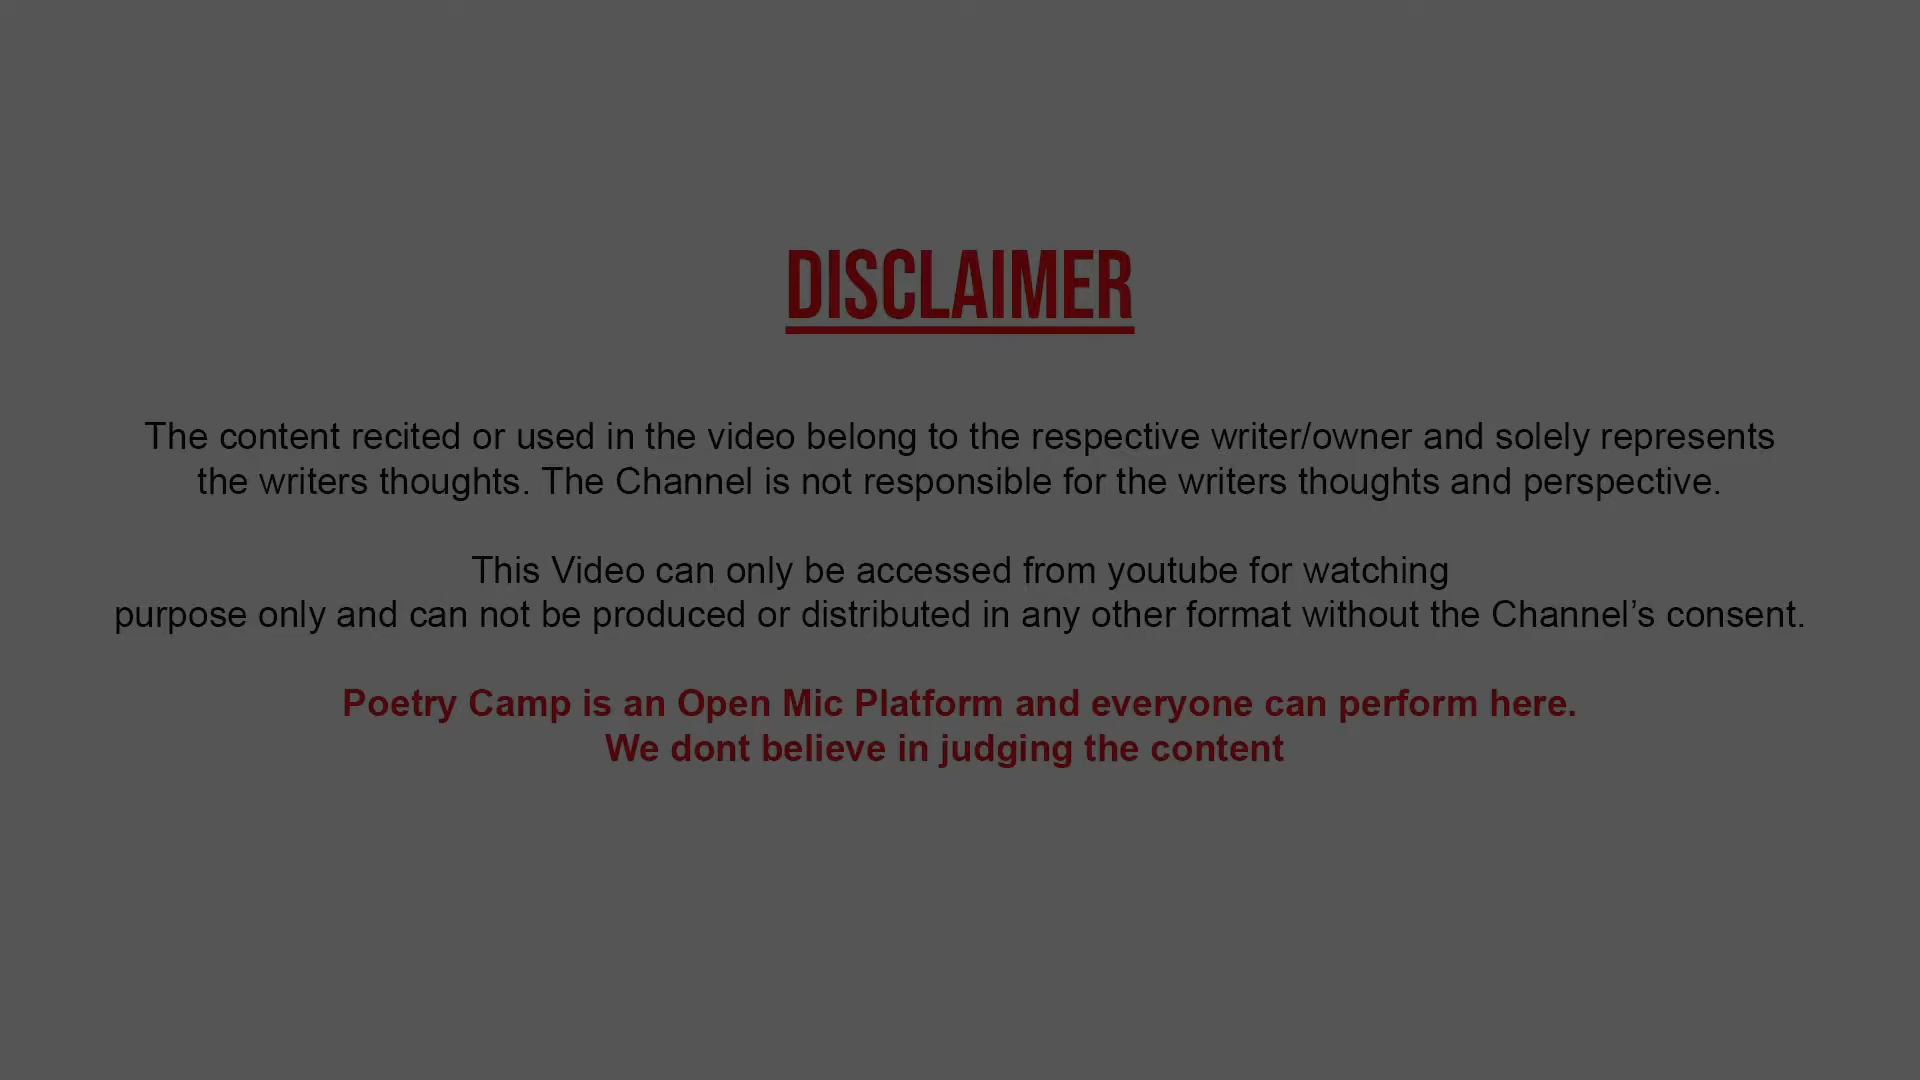 DISCLAIMER
The content recited or used in the video belong to the respective writer/owner and solely represents
the writers thoughts. The Channel is not responsible for the writers thoughts and perspective.
This Video can only be accessed from youtube for watching
purpose only and can not be produced or distributed in any other format without the Channel’s consent.
Poetry Camp is an Open Mic Platform and everyone can perform here.
We dont believe in judging the content